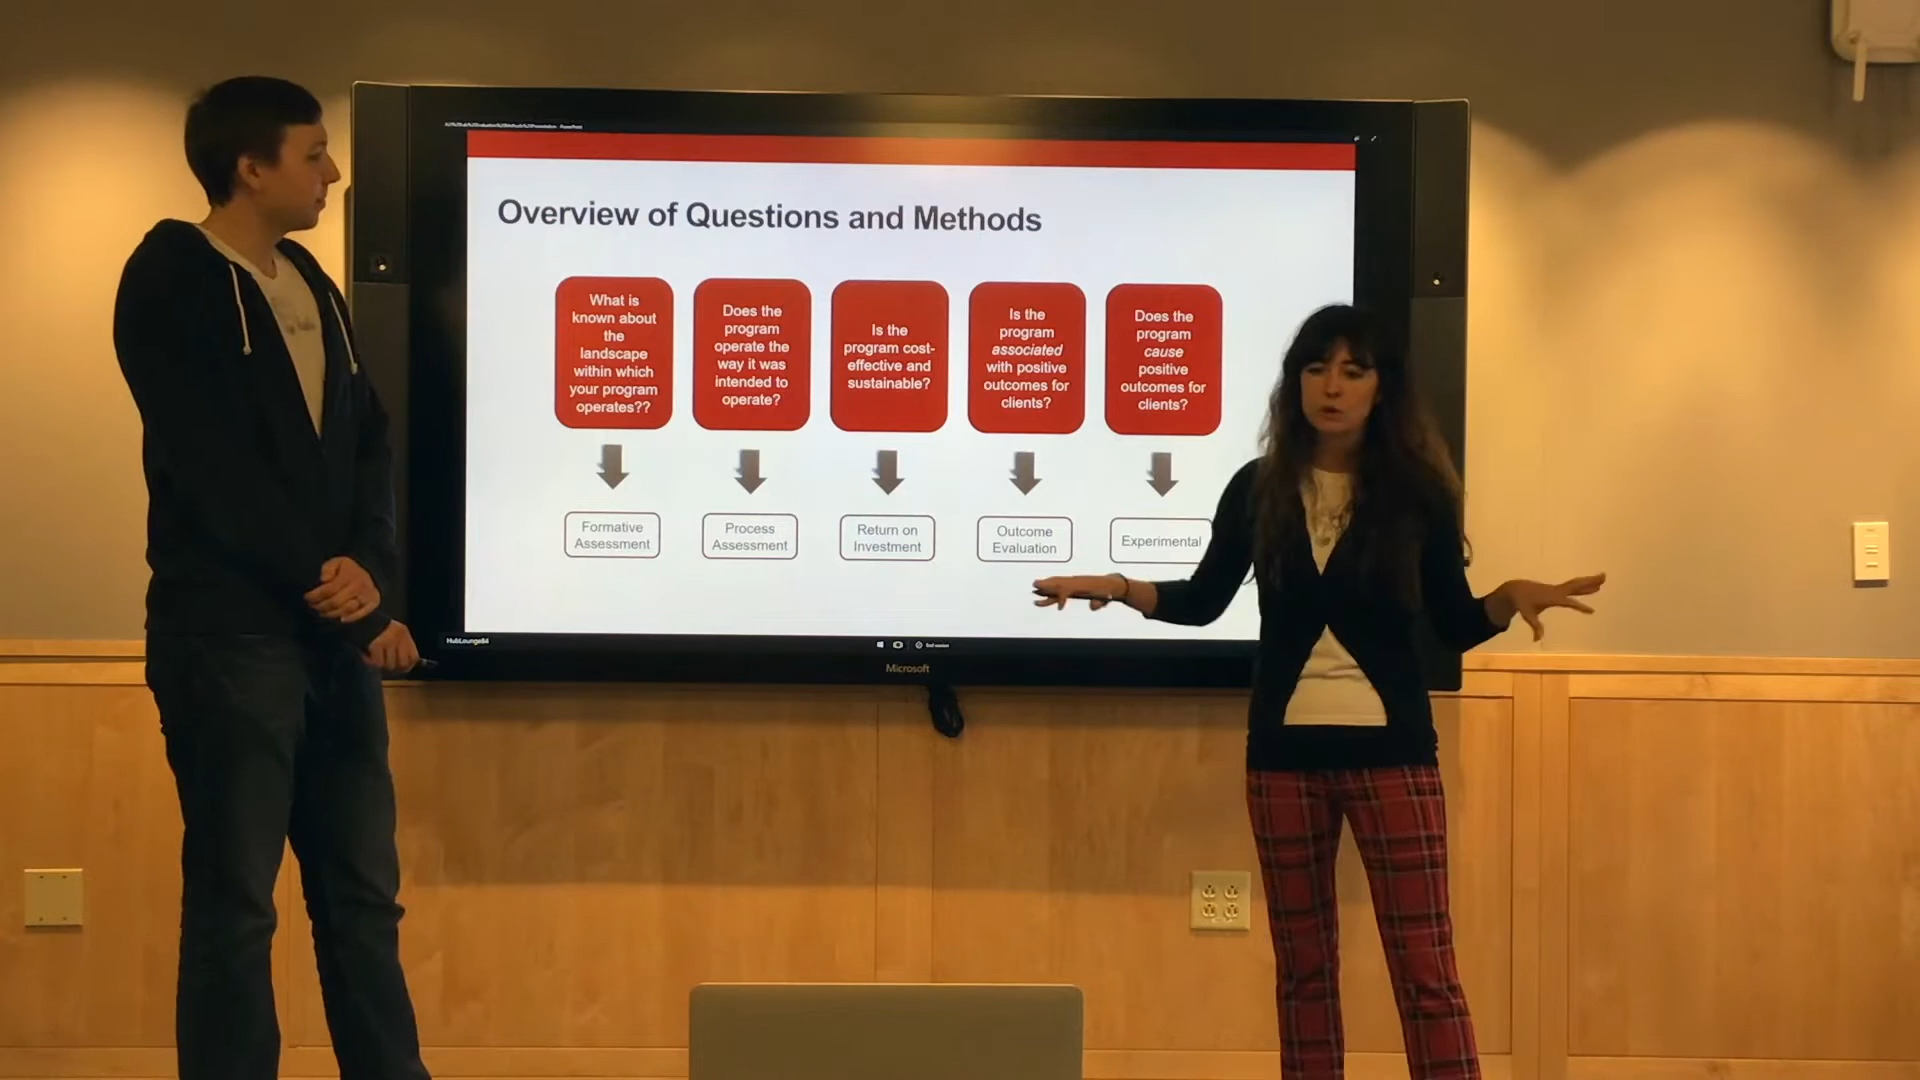 Overview of Questions and Methods
What is
known about
the
landscape
within which
your program
operates??
Does the
program
operate the
way it was
intended to
operate?
Is the
program cost-
effective and
sustainable?
Is the
program
associated
with positive
outcomes for
clients?
Does the
program
cause
positive
outcomes for
clients?
Formative
Assessment
Process
Assessment
Return on
Investment
Outcome
Evaluation
Experimental
HubLounge84
End session
Microsoft